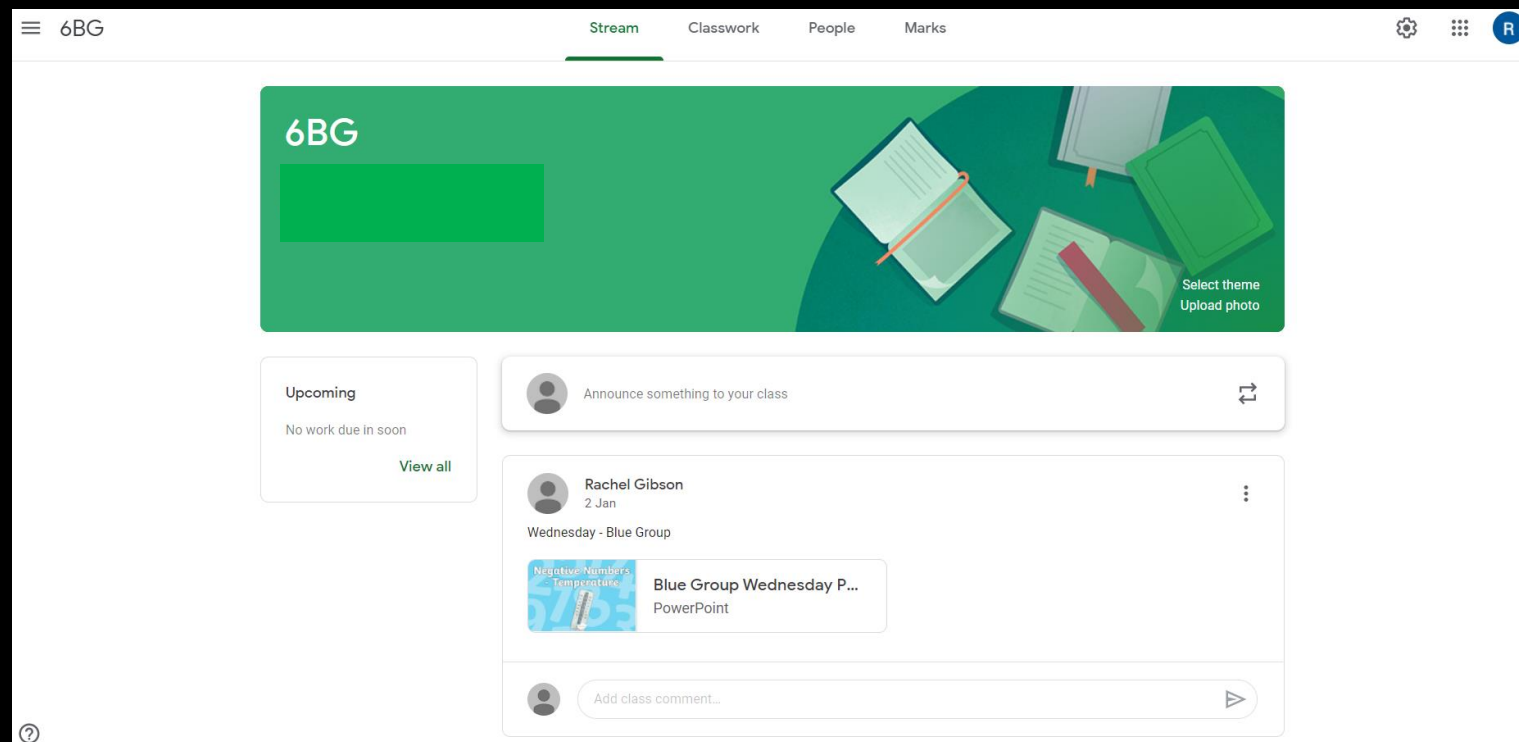 6BG
Stream Classwork People Marks
R
6BG
Select theme
Upload photo
Upcoming
No work due in soon
View all
Announce something to your class
Rachel Gibson
2 Jan
Wednesday - Blue Group
Negative Numbers
- Temperature
Blue Group Wednesday P...
PowerPoint
Add class comment...